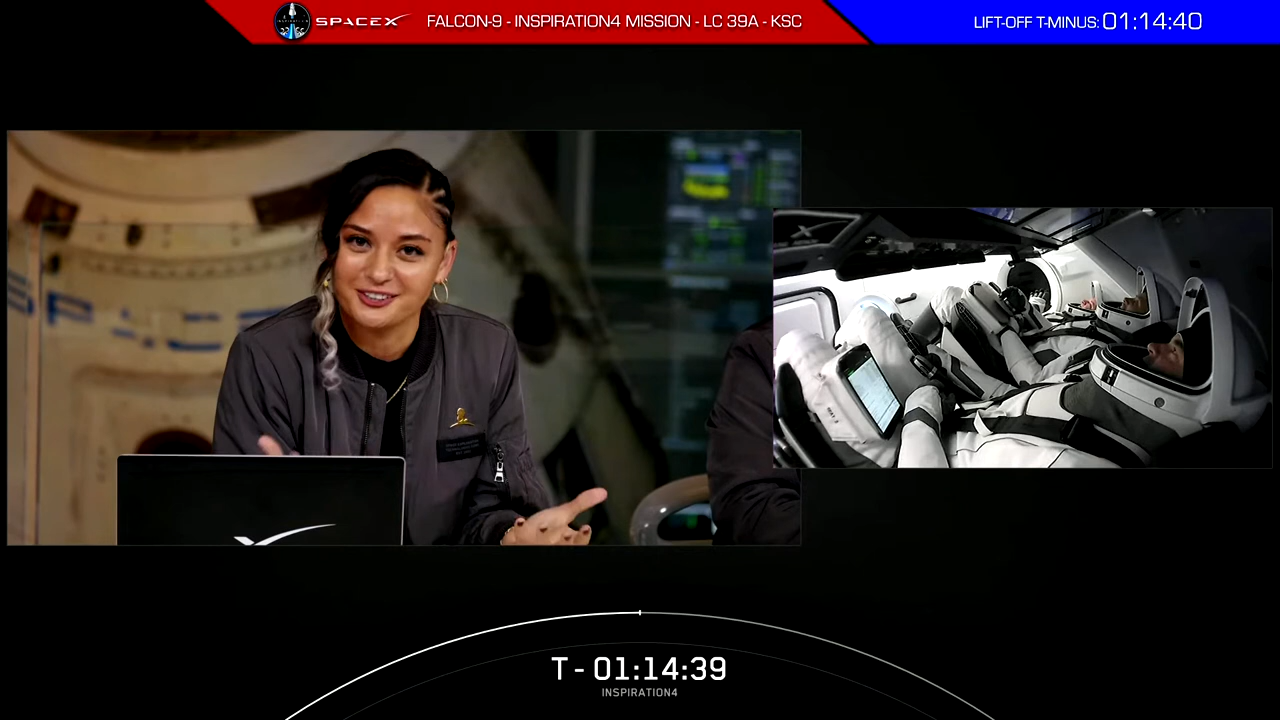 SPACEX FALCON-9 - INSPIRATION4 MISSION - LC 39A - KSC
LIFT-OFF T-MINUS: 01:14:40
T - 01:14:39
INSPIRATION4